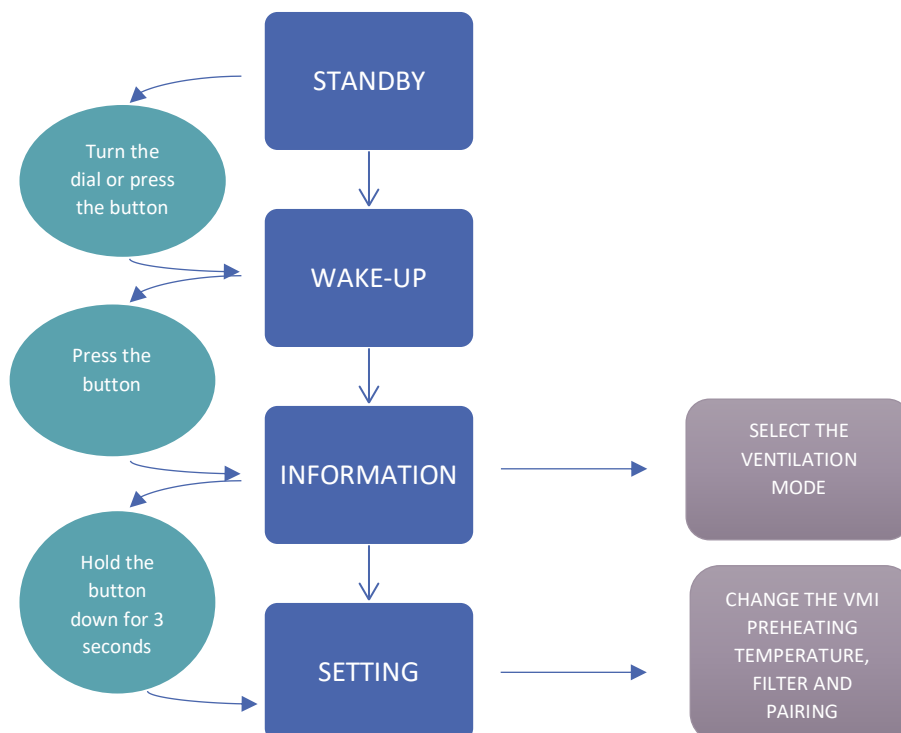 STANDBY
Turn the
dial or press
the button
WAKE-UP
Press the
button
INFORMATION
SELECT THE
VENTILATION
MODE
Hold the
button
down for 3
seconds
SETTING
CHANGE THE VMI
PREHEATING
TEMPERATURE,
FILTER AND
PAIRING